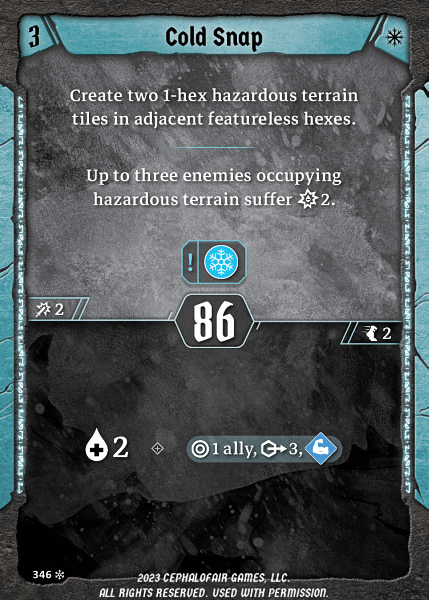 3
Cold Snap
Create two 1-hex hazardous terrain
tiles in adjacent featureless hexes.
Up to three enemies occupying
hazardous terrain suffer 2.
!
2
86
2
2
1 ally, 3,
346
2023 CEPHALOFAIR GAMES, LLC.
ALL RIGHTS RESERVED. USED WITH PERMISSION.